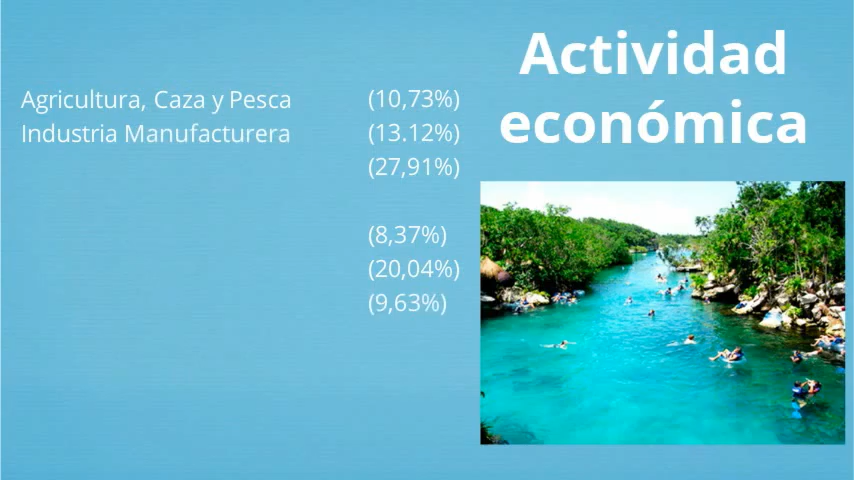 Actividad
económica
Agricultura, Caza y Pesca (10,73%)
Industria Manufacturera (13.12%)
(27,91%)
(8,37%)
(20,04%)
(9,63%)